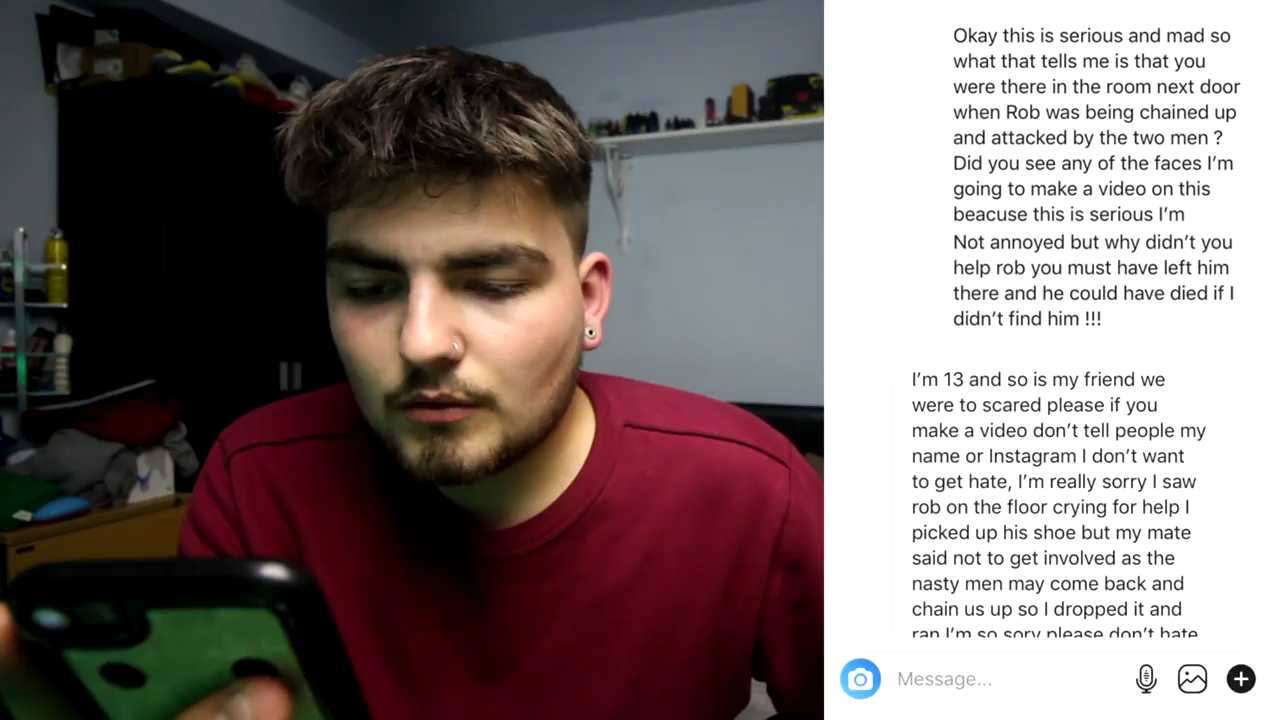 Okay this is serious and mad so
what that tells me is that you
were there in the room next door
when Rob was being chained up
and attacked by the two men ?
Did you see any of the faces I’m
going to make a video on this
beacuse this is serious I’m
Not annoyed but why didn’t you
help rob you must have left him
there and he could have died if I
didn’t find him !!!
I’m 13 and so is my friend we
were to scared please if you
make a video don’t tell people my
name or Instagram I don’t want
to get hate, I’m really sorry I saw
rob on the floor crying for help I
picked up his shoe but my mate
said not to get involved as the
nasty men may come back and
chain us up so I dropped it and
ran I’m so sory please don’t hate
Message...